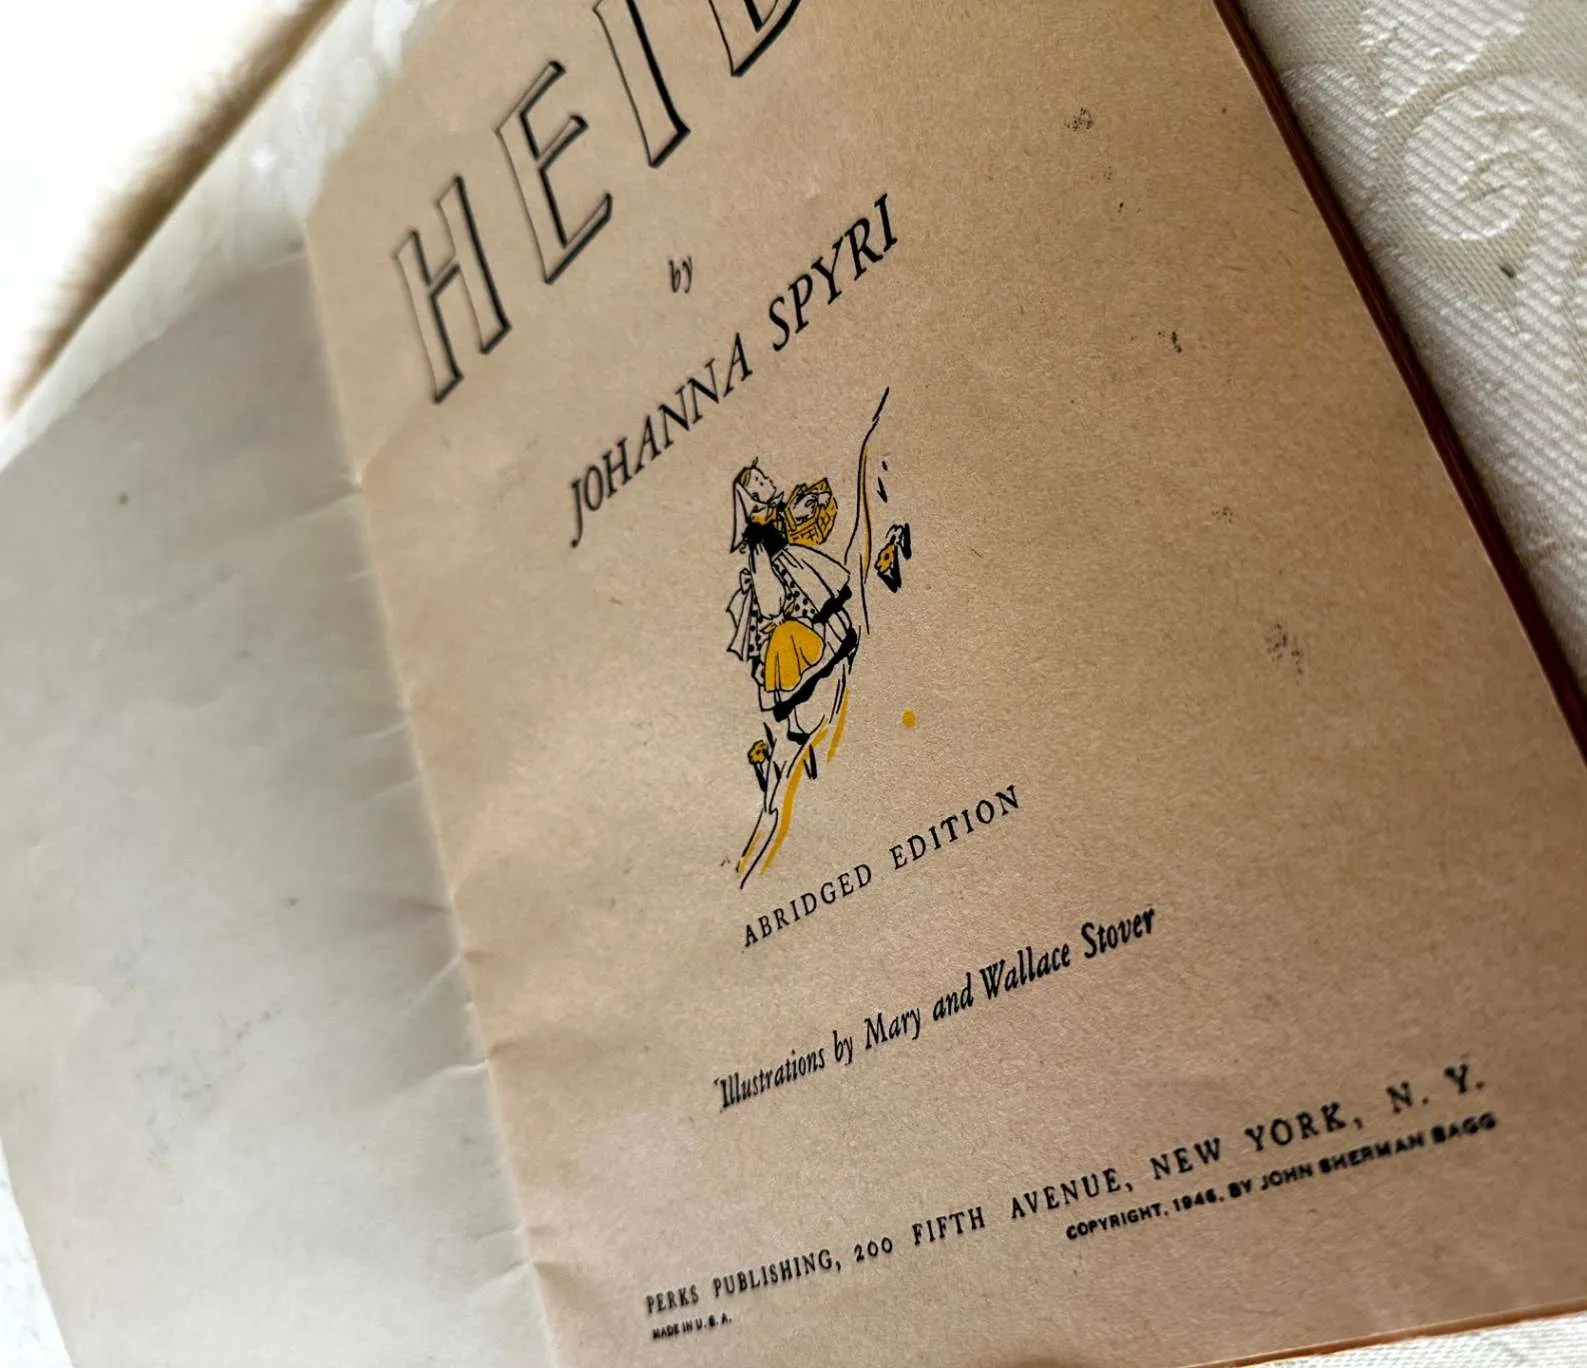 HEID
by
JOHANNA SPYRI
ABRIDGED EDITION
Illustrations by Mary and Wallace Stover
PERKS PUBLISHING, 200 FIFTH AVENUE, NEW YORK, N. Y.
COPYRIGHT, 1946, BY JOHN SHERMAN BAGG
MADE IN U. S. A.